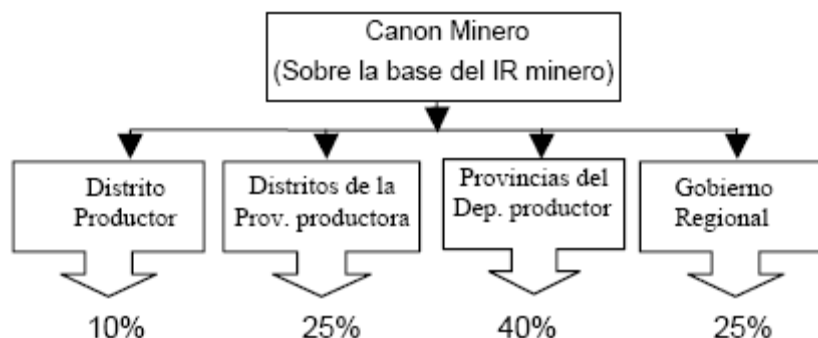 Canon Minero
(Sobre la base del IR minero)
Distrito
Productor
Distritos de la
Prov. productora
Provincias del
Dep. productor
Gobierno
Regional
10%
25%
40%
25%